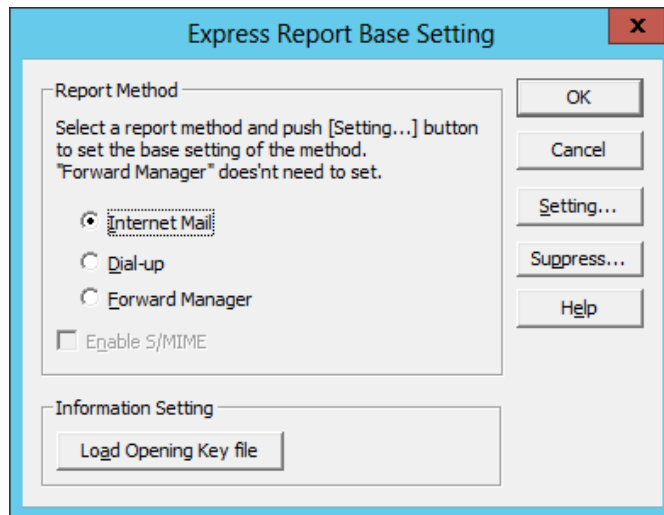 Express Report Base Setting
x
Report Method
Select a report method and push [Setting...] button
to set the base setting of the method.
"Forward Manager" does'nt need to set.
Internet Mail
Dial-up
Forward Manager
Enable S/MIME
Information Setting
Load Opening Key file
OK
Cancel
Setting...
Suppress...
Help